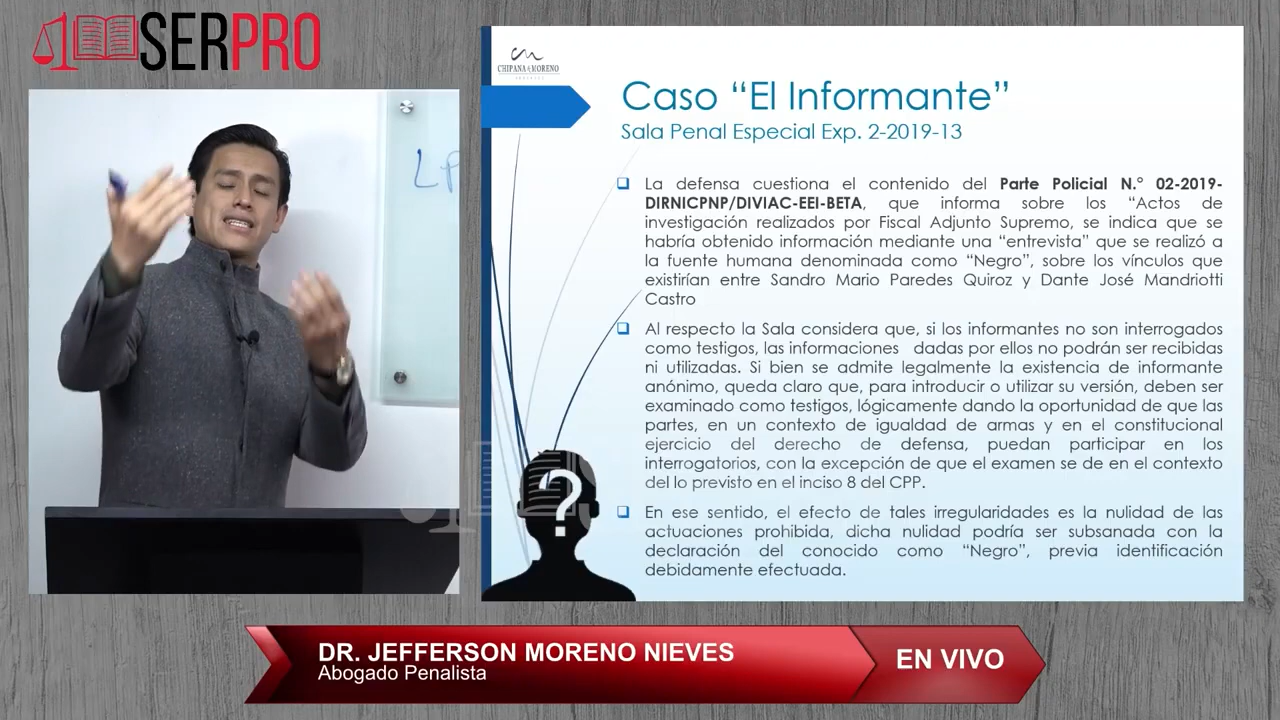 SERPRO
CHIPANA & MORENO
Caso “El Informante”
Sala Penal Especial Exp. 2-2019-13
La defensa cuestiona el contenido del Parte Policial N.° 02-2019-
DIRNICPNP/DIVIAC-EEI-BETA, que informa sobre los “Actos de
investigación realizados por Fiscal Adjunto Supremo, se indica que se
habría obtenido información mediante una “entrevista” que se realizó a
la fuente humana denominada como “Negro”, sobre los vínculos que
existirían entre Sandro Mario Paredes Quiroz y Dante José Mandriotti
Castro
Al respecto la Sala considera que, si los informantes no son interrogados
como testigos, las informaciones dadas por ellos no podrán ser recibidas
ni utilizadas. Si bien se admite legalmente la existencia de informante
anónimo, queda claro que, para introducir o utilizar su versión, deben ser
examinado como testigos, lógicamente dando la oportunidad de que las
partes, en un contexto de igualdad de armas y en el constitucional
ejercicio del derecho de defensa, puedan participar en los
interrogatorios, con la excepción de que el examen se de en el contexto
del lo previsto en el inciso 8 del CPP.
En ese sentido, el efecto de tales irregularidades es la nulidad de las
actuaciones prohibida, dicha nulidad podría ser subsanada con la
declaración del conocido como “Negro”, previa identificación
debidamente efectuada.
?
DR. JEFFERSON MORENO NIEVES
Abogado Penalista
EN VIVO